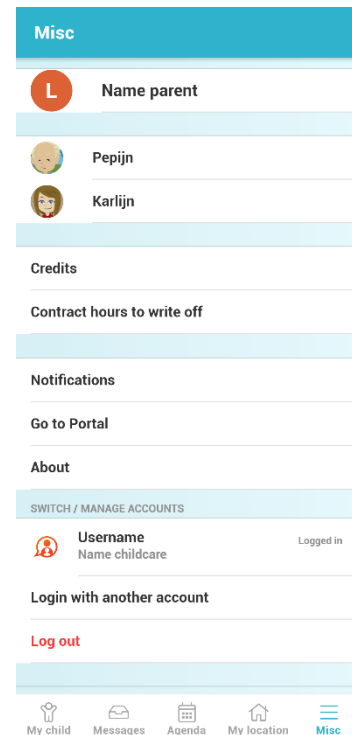 Misc
L
Name parent
Pepijn
Karlijn
Credits
Contract hours to write off
Notifications
Go to Portal
About
SWITCH / MANAGE ACCOUNTS
Username
Logged in
Name childcare
Login with another account
Log out
My child Messages Agenda My location Misc